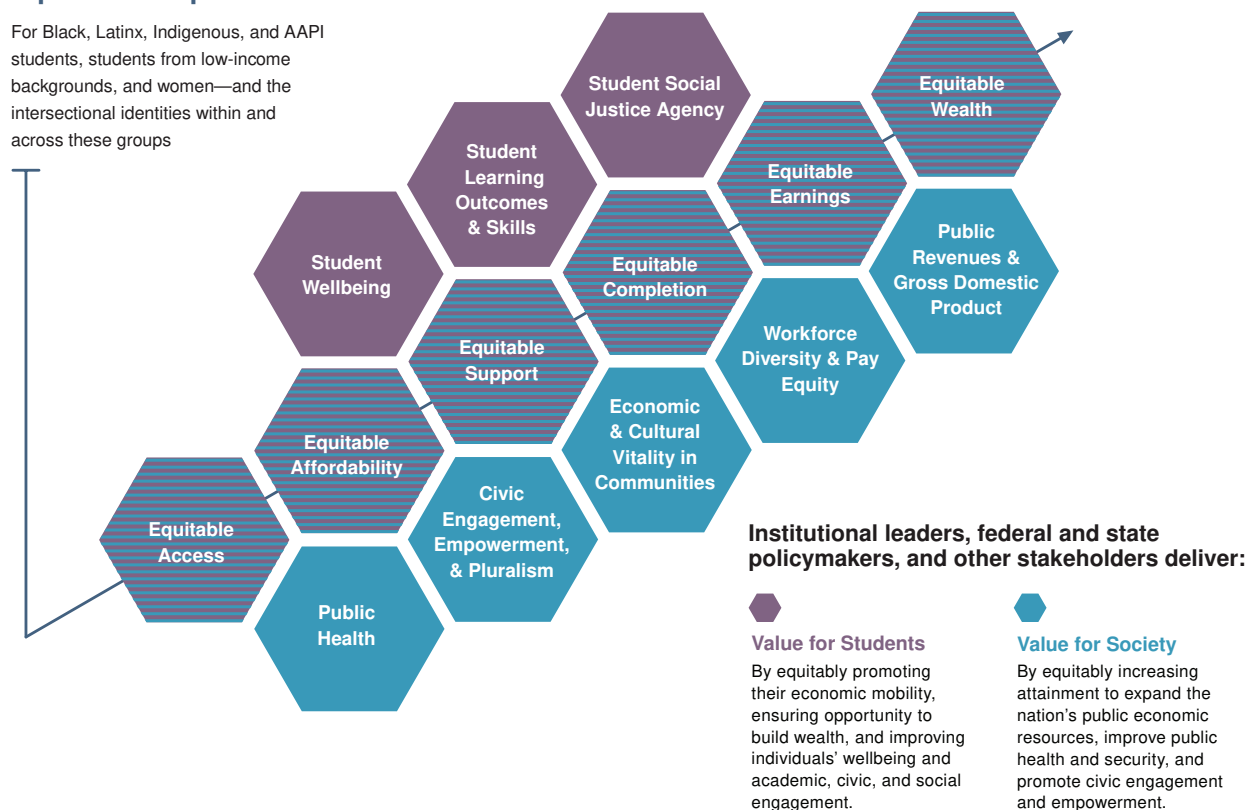 For Black, Latinx, Indigenous, and AAPI
students, students from low-income
backgrounds, and women—and the
intersectional identities within and
across these groups
Student Social
Justice Agency
Equitable
Wealth
Student
Learning
Outcomes
& Skills
Equitable
Earnings
Student
Wellbeing
Equitable
Completion
Public
Revenues &
Gross Domestic
Product
Equitable
Support
Workforce
Diversity & Pay
Equity
Equitable
Affordability
Economic
& Cultural
Vitality in
Communities
Equitable
Access
Civic
Engagement,
Empowerment,
& Pluralism
Public
Health
Institutional leaders, federal and state
policymakers, and other stakeholders deliver:
Value for Students
By equitably promoting
their economic mobility,
ensuring opportunity to
build wealth, and improving
individuals’ wellbeing and
academic, civic, and social
engagement.
Value for Society
By equitably increasing
attainment to expand the
nation’s public economic
resources, improve public
health and security, and
promote civic engagement
and empowerment.